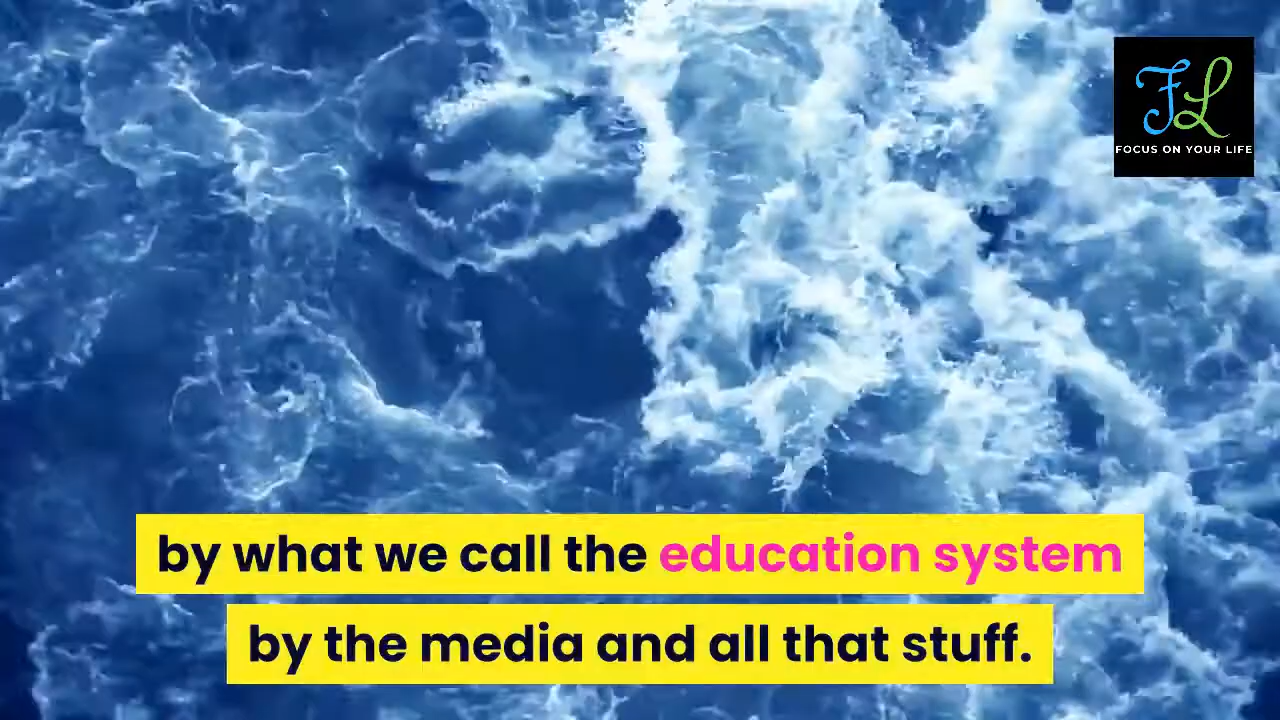 FL
FOCUS ON YOUR LIFE
by what we call the education system
by the media and all that stuff.